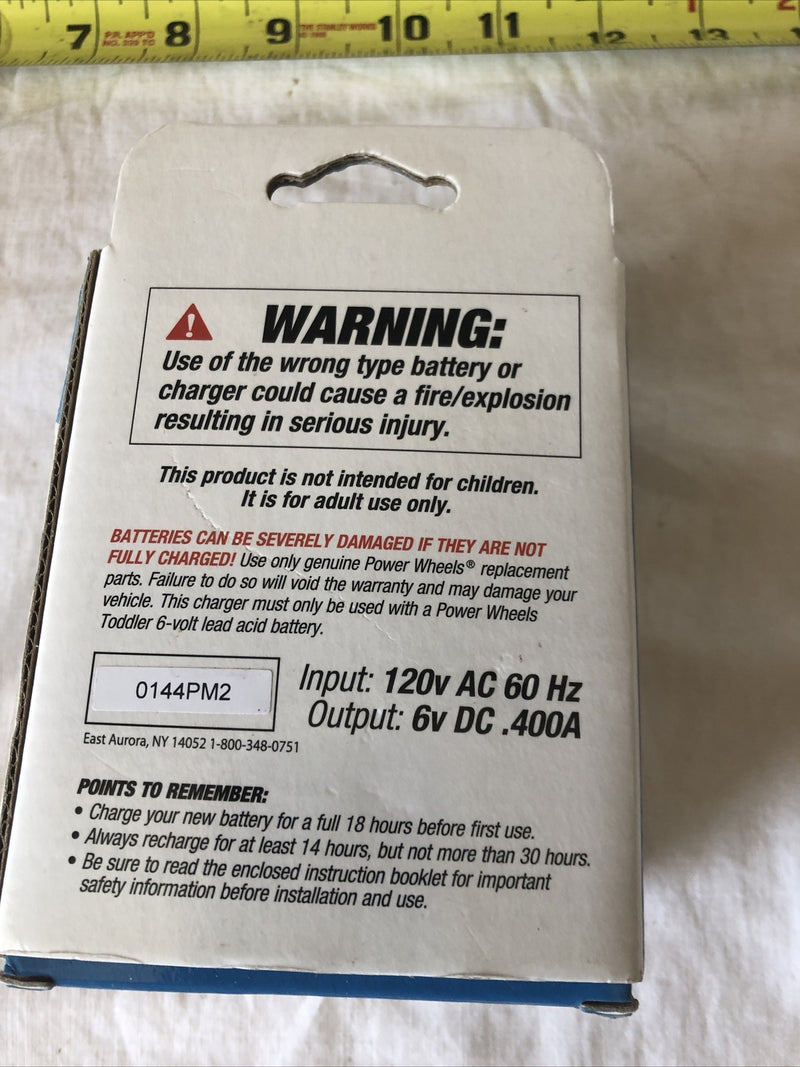 7 P.R. APP'D 8 9 THE STANLEY WORKS 10 11 12 13
WARNING:
Use of the wrong type battery or
charger could cause a fire/explosion
resulting in serious injury.
This product is not intended for children.
It is for adult use only.
BATTERIES CAN BE SEVERELY DAMAGED IF THEY ARE NOT
FULLY CHARGED! Use only genuine Power Wheels® replacement
parts. Failure to do so will void the warranty and may damage your
vehicle. This charger must only be used with a Power Wheels
Toddler 6-volt lead acid battery.
0144PM2
Input: 120v AC 60 Hz
Output: 6v DC .400A
East Aurora, NY 14052 1-800-348-0751
POINTS TO REMEMBER:
• Charge your new battery for a full 18 hours before first use.
• Always recharge for at least 14 hours, but not more than 30 hours.
• Be sure to read the enclosed instruction booklet for important
safety information before installation and use.